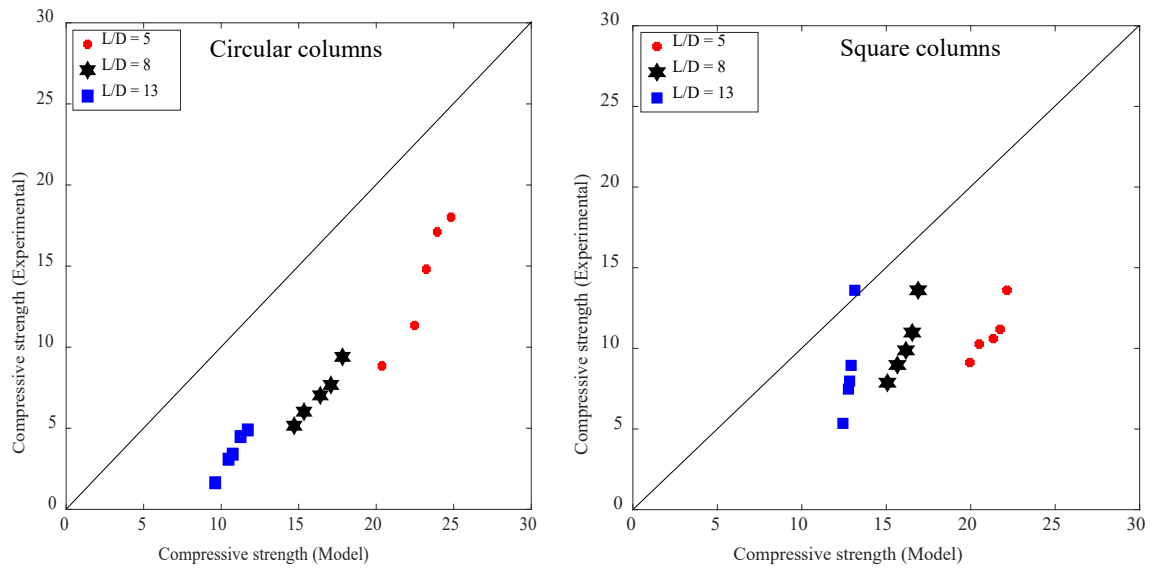 Circular columns
L/D = 5
L/D = 8
L/D = 13
30
25
20
15
10
5
0
Compressive strength (Experimental)
0 5 10 15 20 25 30
Compressive strength (Model)
Square columns
L/D = 5
L/D = 8
L/D = 13
30
25
20
15
10
5
0
Compressive strength (Experimental)
0 5 10 15 20 25 30
Compressive strength (Model)